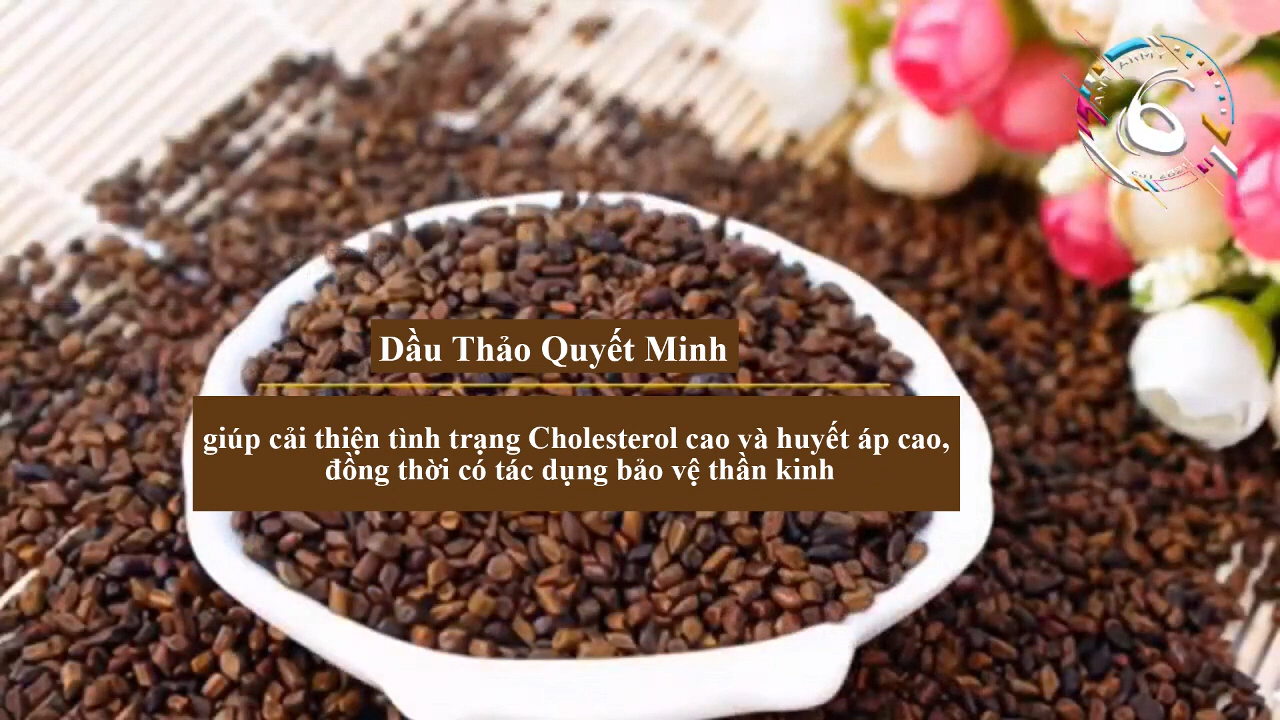 Dầu Thảo Quyết Minh
giúp cải thiện tình trạng Cholesterol cao và huyết áp cao,
đồng thời có tác dụng bảo vệ thần kinh
6